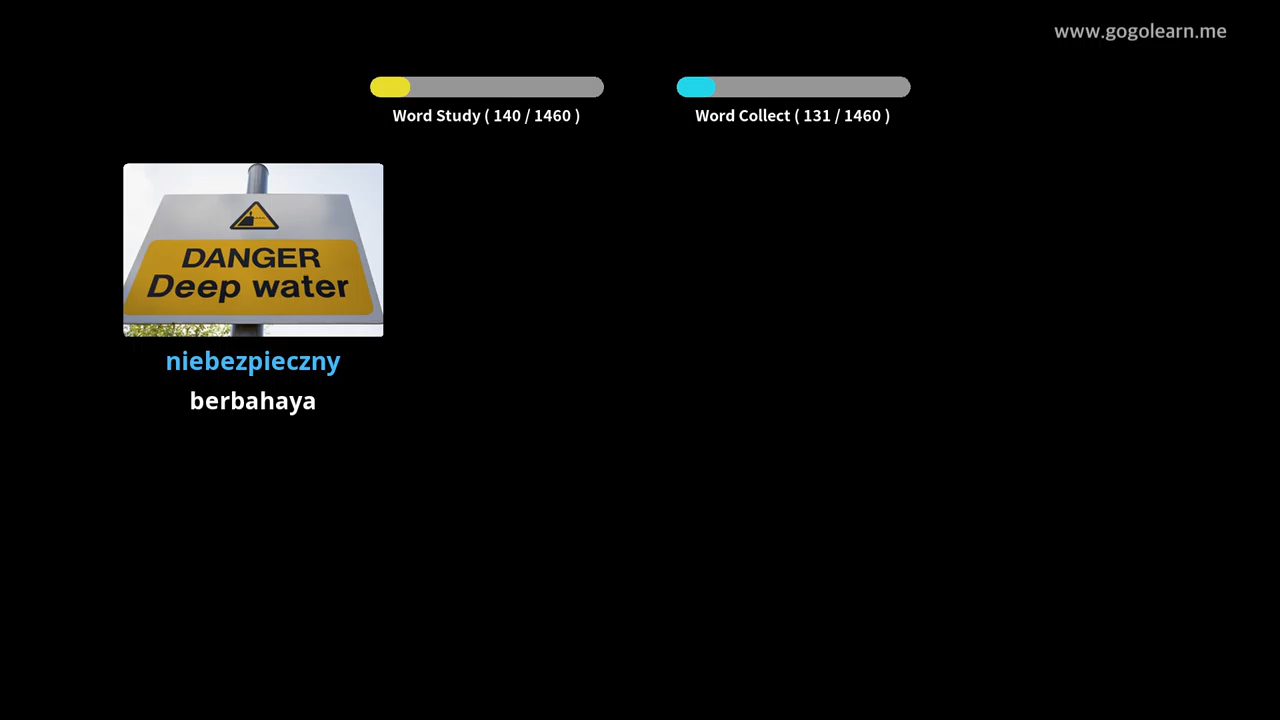 www.gogolearn.me
Word Study ( 140 / 1460 )
Word Collect ( 131 / 1460 )
DANGER
Deep water
niebezpieczny
berbahaya